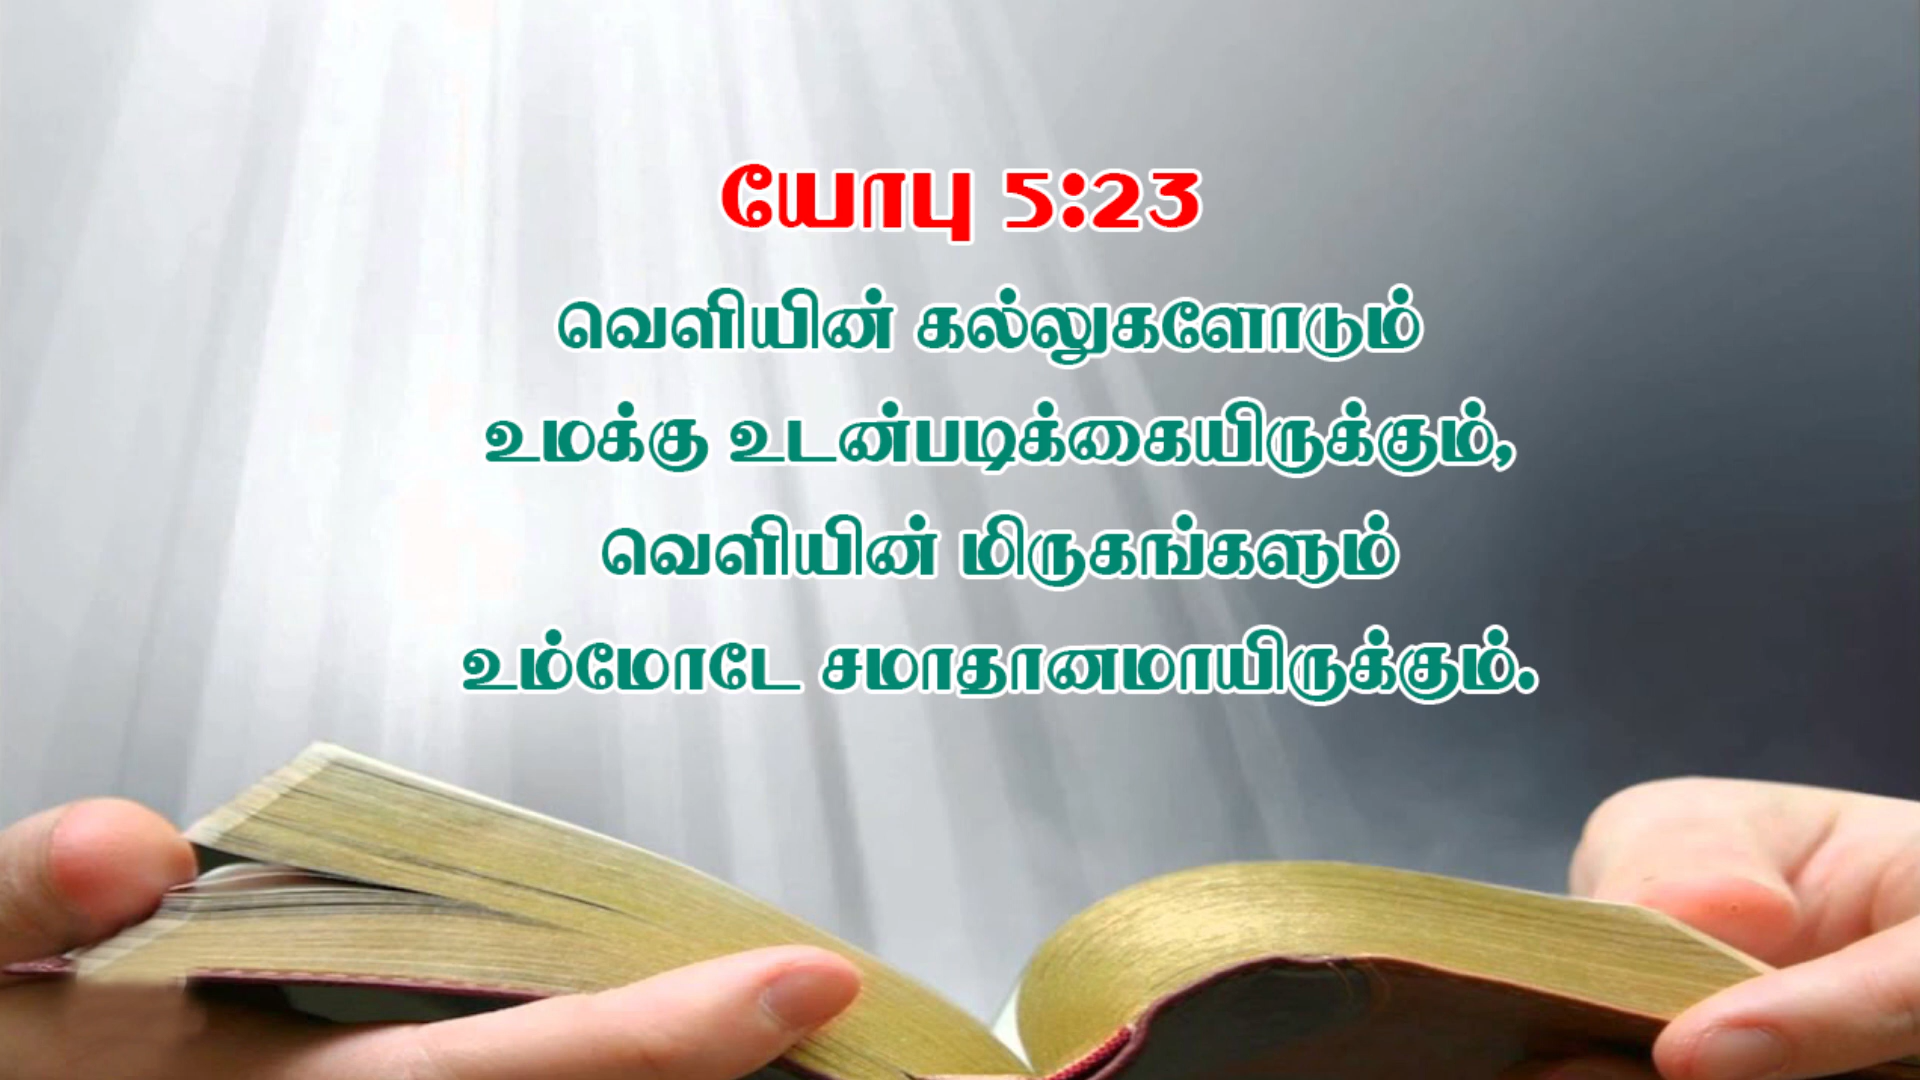 யோபு 5:23
வெளியின் கல்லுகளோடும்
உமக்கு உடன்படிக்கையிருக்கும்,
வெளியின் மிருகங்களும்
உம்மோடே சமாதானமாயிருக்கும்.